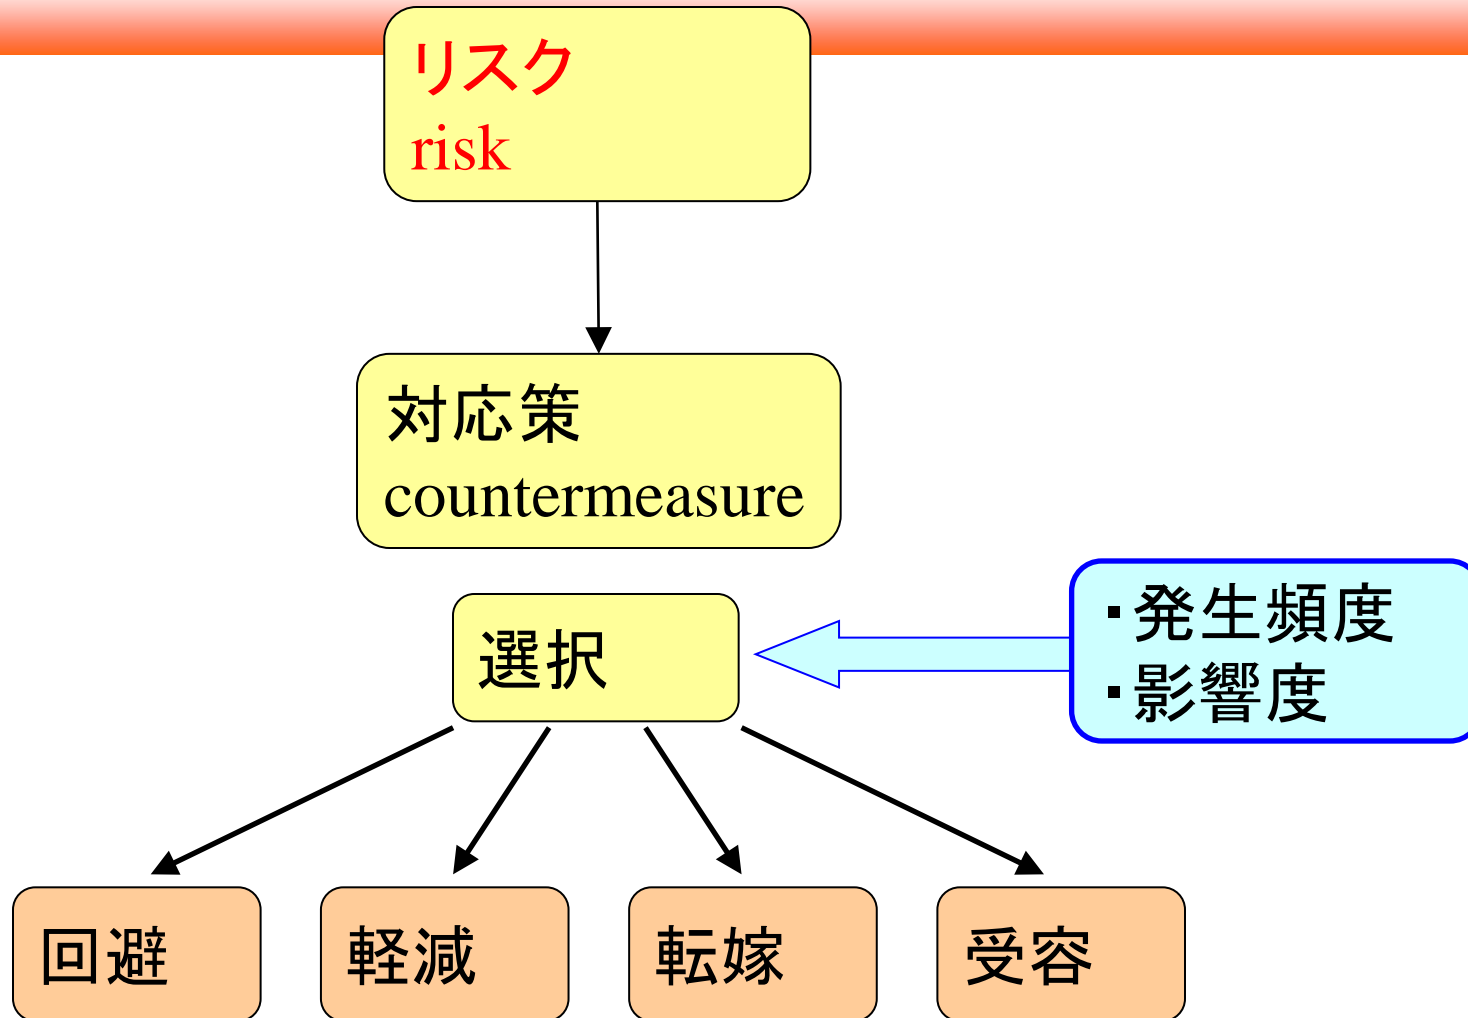 リスク
risk
対応策
countermeasure
選択
・発生頻度
・影響度
回避
軽減
転嫁
受容